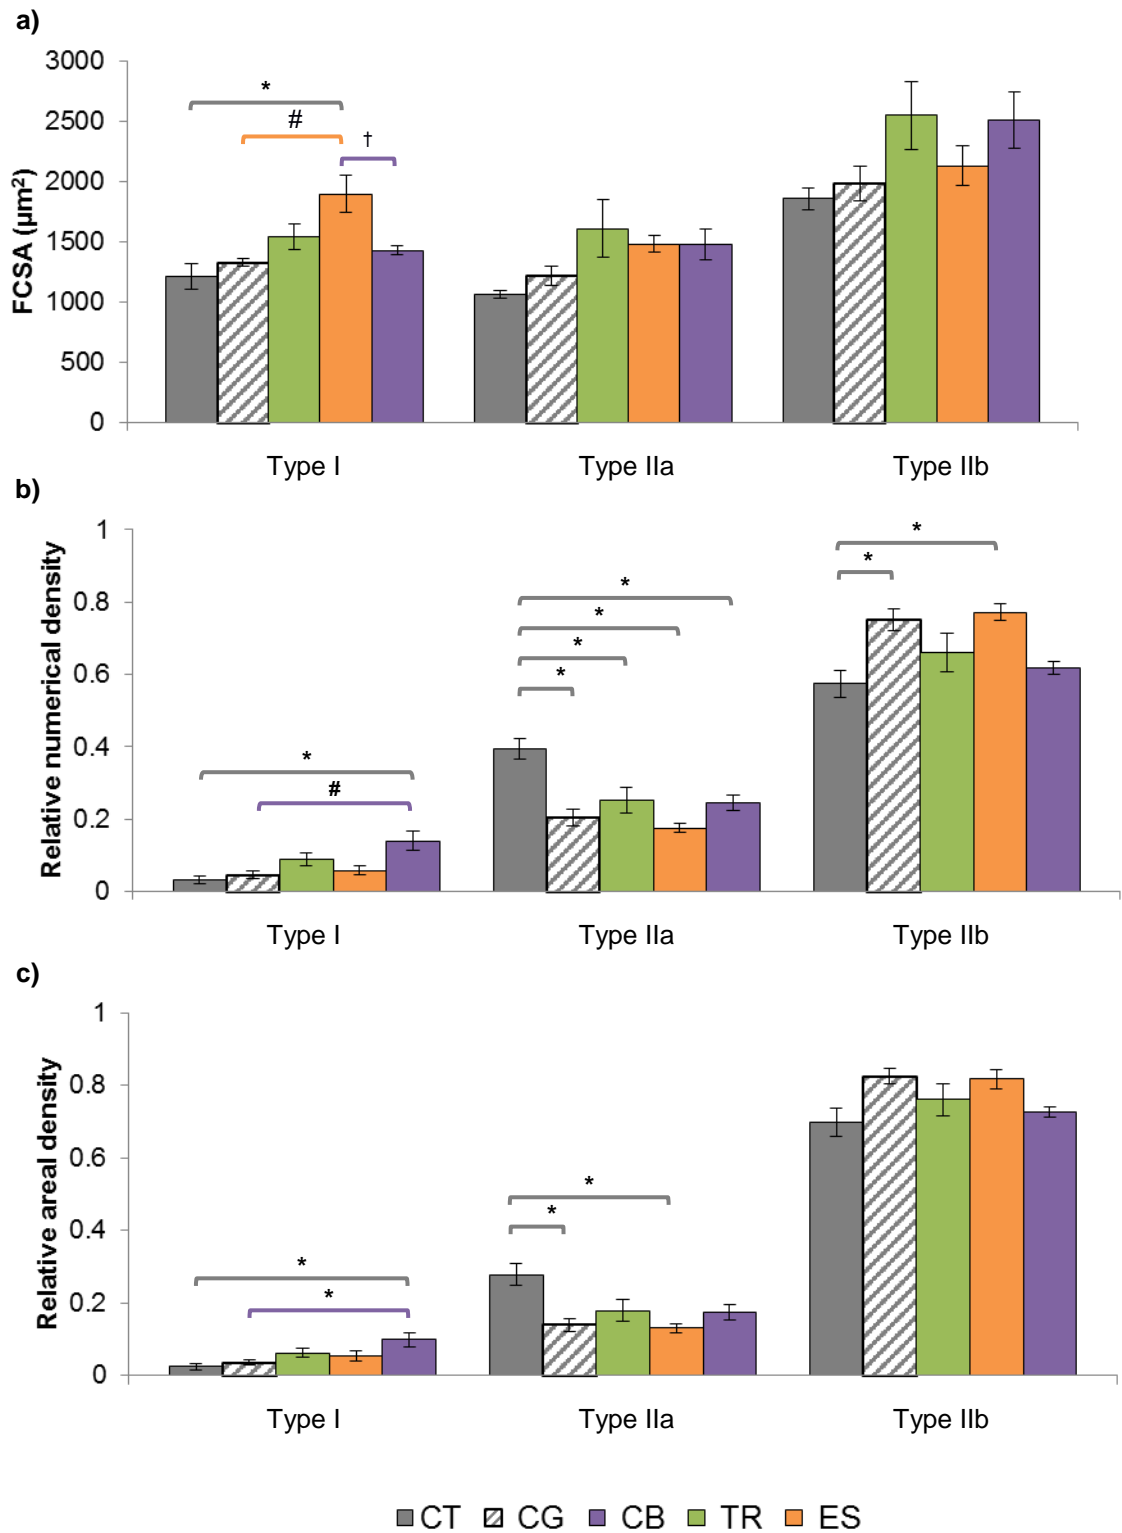 a)
3000
2500
2000
1500
1000
500
0
FCSA (µm²)
*
#
†
Type I
Type IIa
Type IIb
b)
1
0.8
0.6
0.4
0.2
0
Relative numerical density
*
#
*
*
*
*
*
*
Type I
Type IIa
Type IIb
c)
1
0.8
0.6
0.4
0.2
0
Relative areal density
*
*
*
*
Type I
Type IIa
Type IIb
CT CG CB TR ES